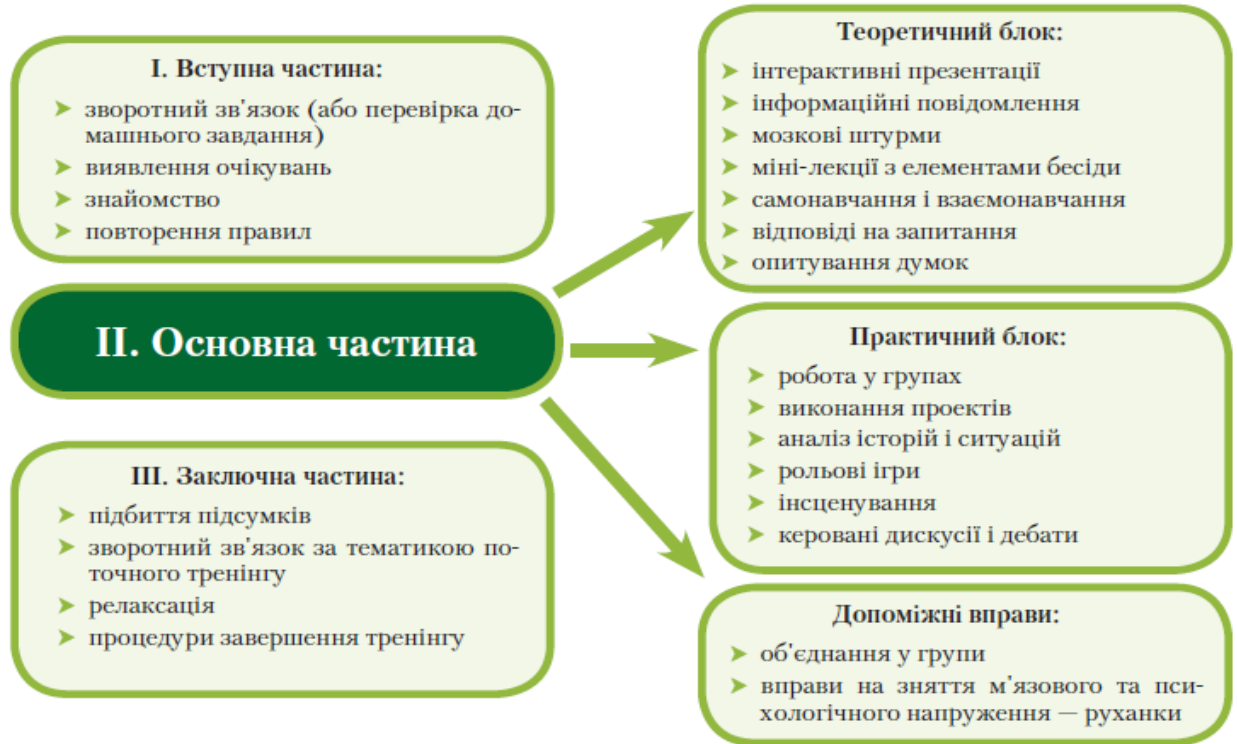 І. Вступна частина:
зворотний зв'язок (або перевірка до-
машнього завдання)
виявлення очікувань
знайомство
повторення правил
ІІ. Основна частина
ІІІ. Заключна частина:
підбиття підсумків
зворотний зв'язок за тематикою по-
точного тренінгу
релаксація
процедури завершення тренінгу
Теоретичний блок:
інтерактивні презентації
інформаційні повідомлення
мозкові штурми
міні-лекції з елементами бесіди
самонавчання і взаємонавчання
відповіді на запитання
опитування думок
Практичний блок:
робота у групах
виконання проектів
аналіз історій і ситуацій
рольові ігри
інсценування
керовані дискусії і дебати
Допоміжні вправи:
об'єднання у групи
вправи на зняття м'язового та пси-
хологічного напруження — руханки